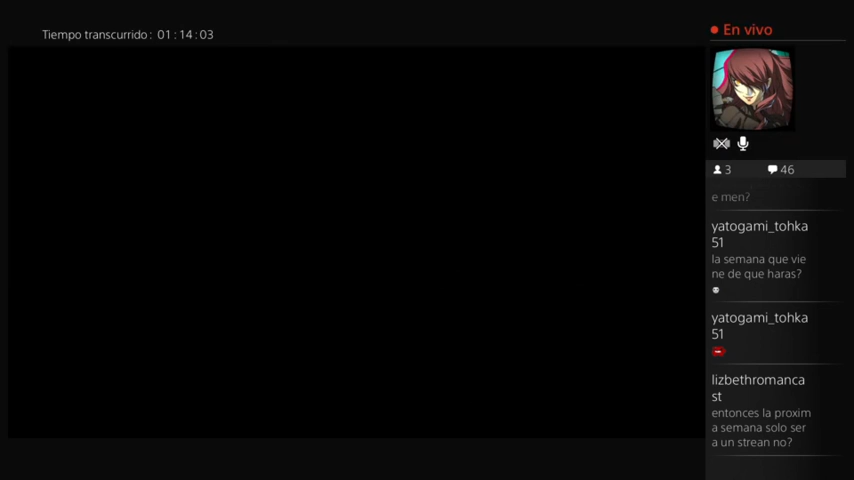 Tiempo transcurrido: 01:14:03
En vivo
3 46
e men?
yatogami_tohka
51
la semana que vie
ne de que haras?
yatogami_tohka
51
lizbethromanca
st
entonces la proxim
a semana solo ser
a un strean no?